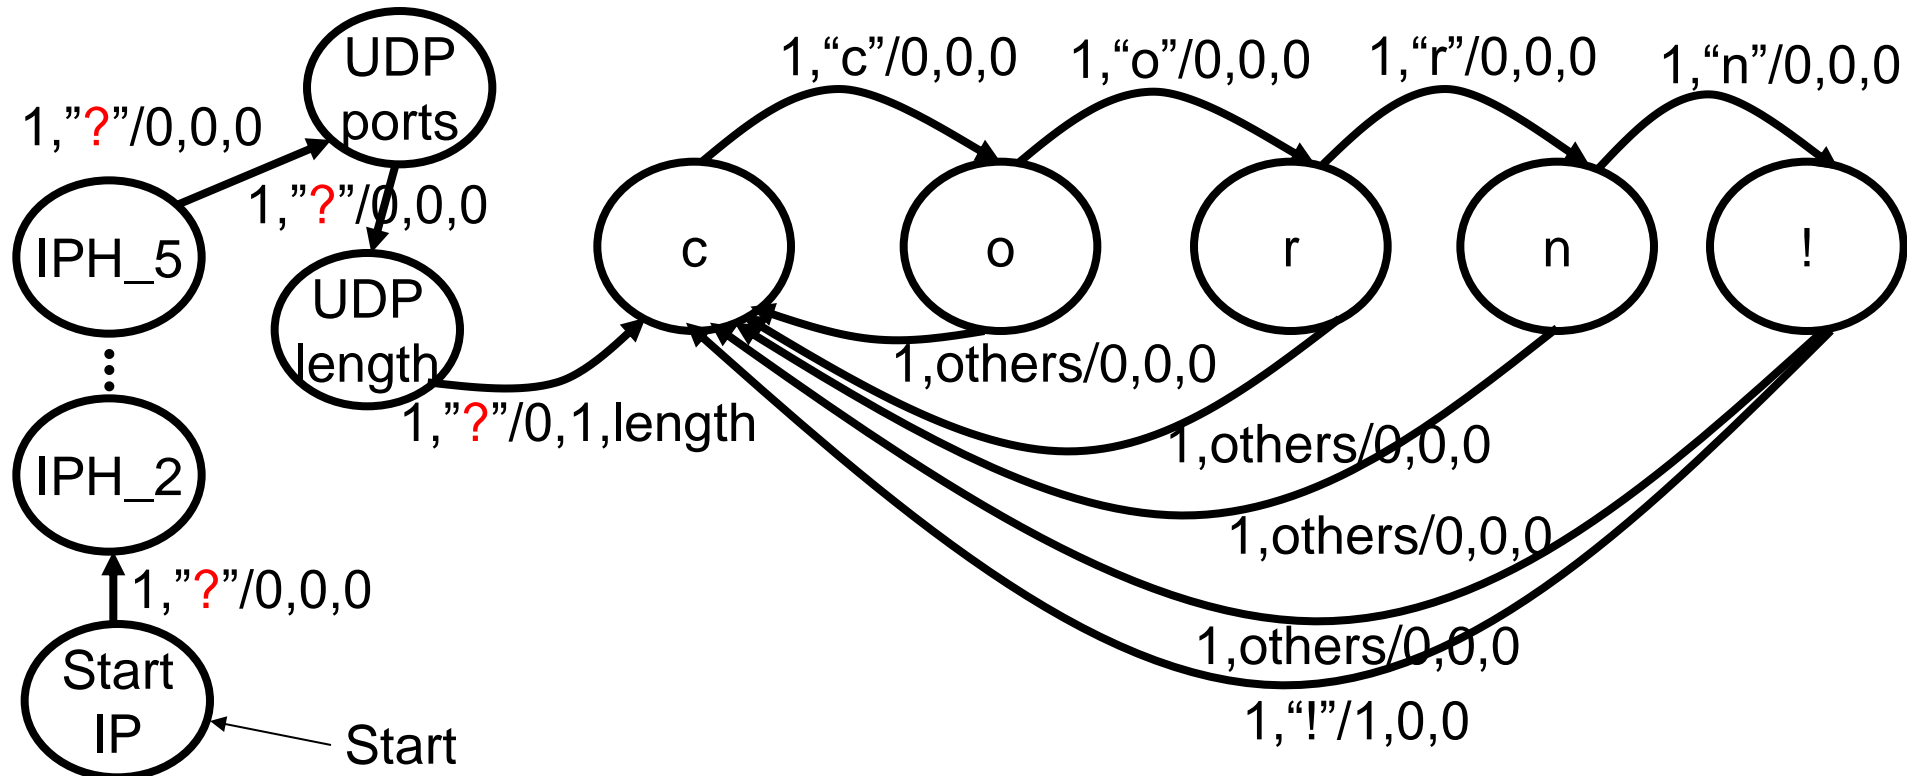 UDP
ports
1,“c”/0,0,0
1,“o”/0,0,0
1,“r”/0,0,0
1,“n”/0,0,0
1,”?”/0,0,0
1,”?”/0,0,0
IPH_5
c
o
r
n
!
UDP
length
1,others/0,0,0
1,”?”/0,1,length
1,others/0,0,0
IPH_2
1,others/0,0,0
1,”?”/0,0,0
1,others/0,0,0
Start
IP
1,“!”/1,0,0
Start